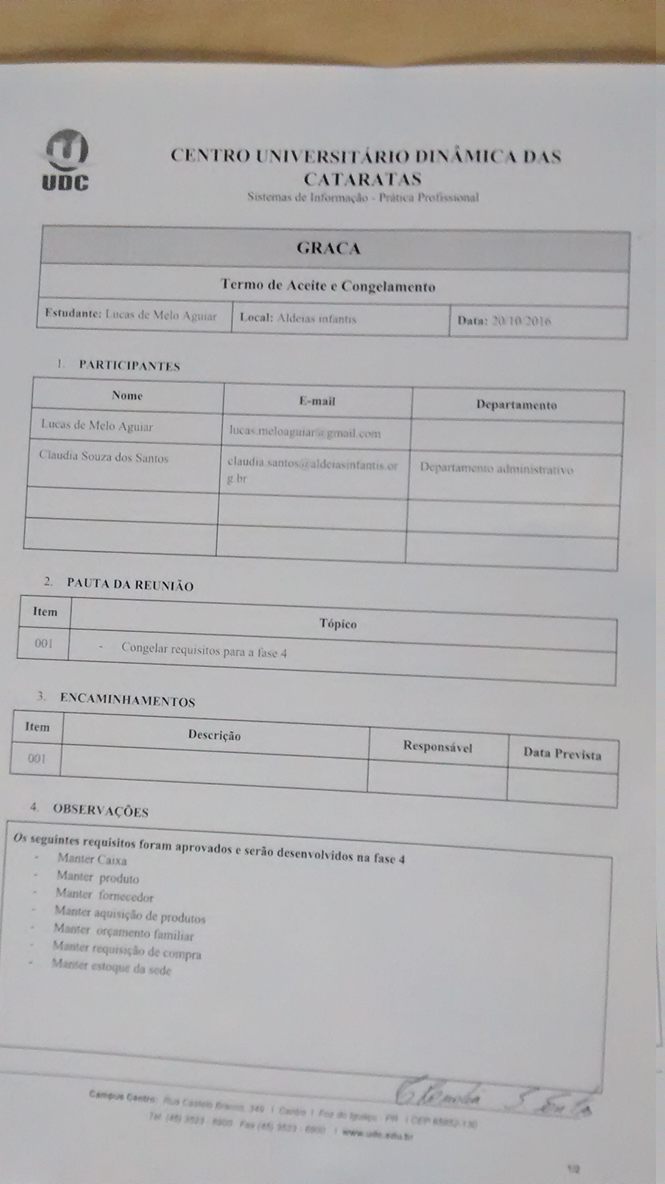 UDC
CENTRO UNIVERSITÁRIO DINÂMICA DAS
CATARATAS
Sistemas de Informação - Prática Profissional
GRACA
Termo de Aceite e Congelamento
Estudante: Lucas de Melo Aguiar Local: Aldeias infantis Data: 20/10/2016
1. PARTICIPANTES
Nome E-mail Departamento
Lucas de Melo Aguiar lucas.meloaguiar@gmail.com
Claudia Souza dos Santos claudia.santos@aldeiasinfantis.or Departamento administrativo
g.br
2. PAUTA DA REUNIÃO
Item Tópico
001 - Congelar requisitos para a fase 4
3. ENCAMINHAMENTOS
Item Descrição Responsável Data Prevista
001
4. OBSERVAÇÕES
Os seguintes requisitos foram aprovados e serão desenvolvidos na fase 4
- Manter Caixa
- Manter produto
- Manter fornecedor
- Manter aquisição de produtos
- Manter orçamento familiar
- Manter requisição de compra
- Manter estoque da sede
Campus Centro: Rua Castelo Branco, 349 | Centro | Foz do Iguaçu - PR | CEP 85852-130
Tel. (45) 3523 - 6900 Fax (45) 3523 - 6900 | www.udc.edu.br
1/2